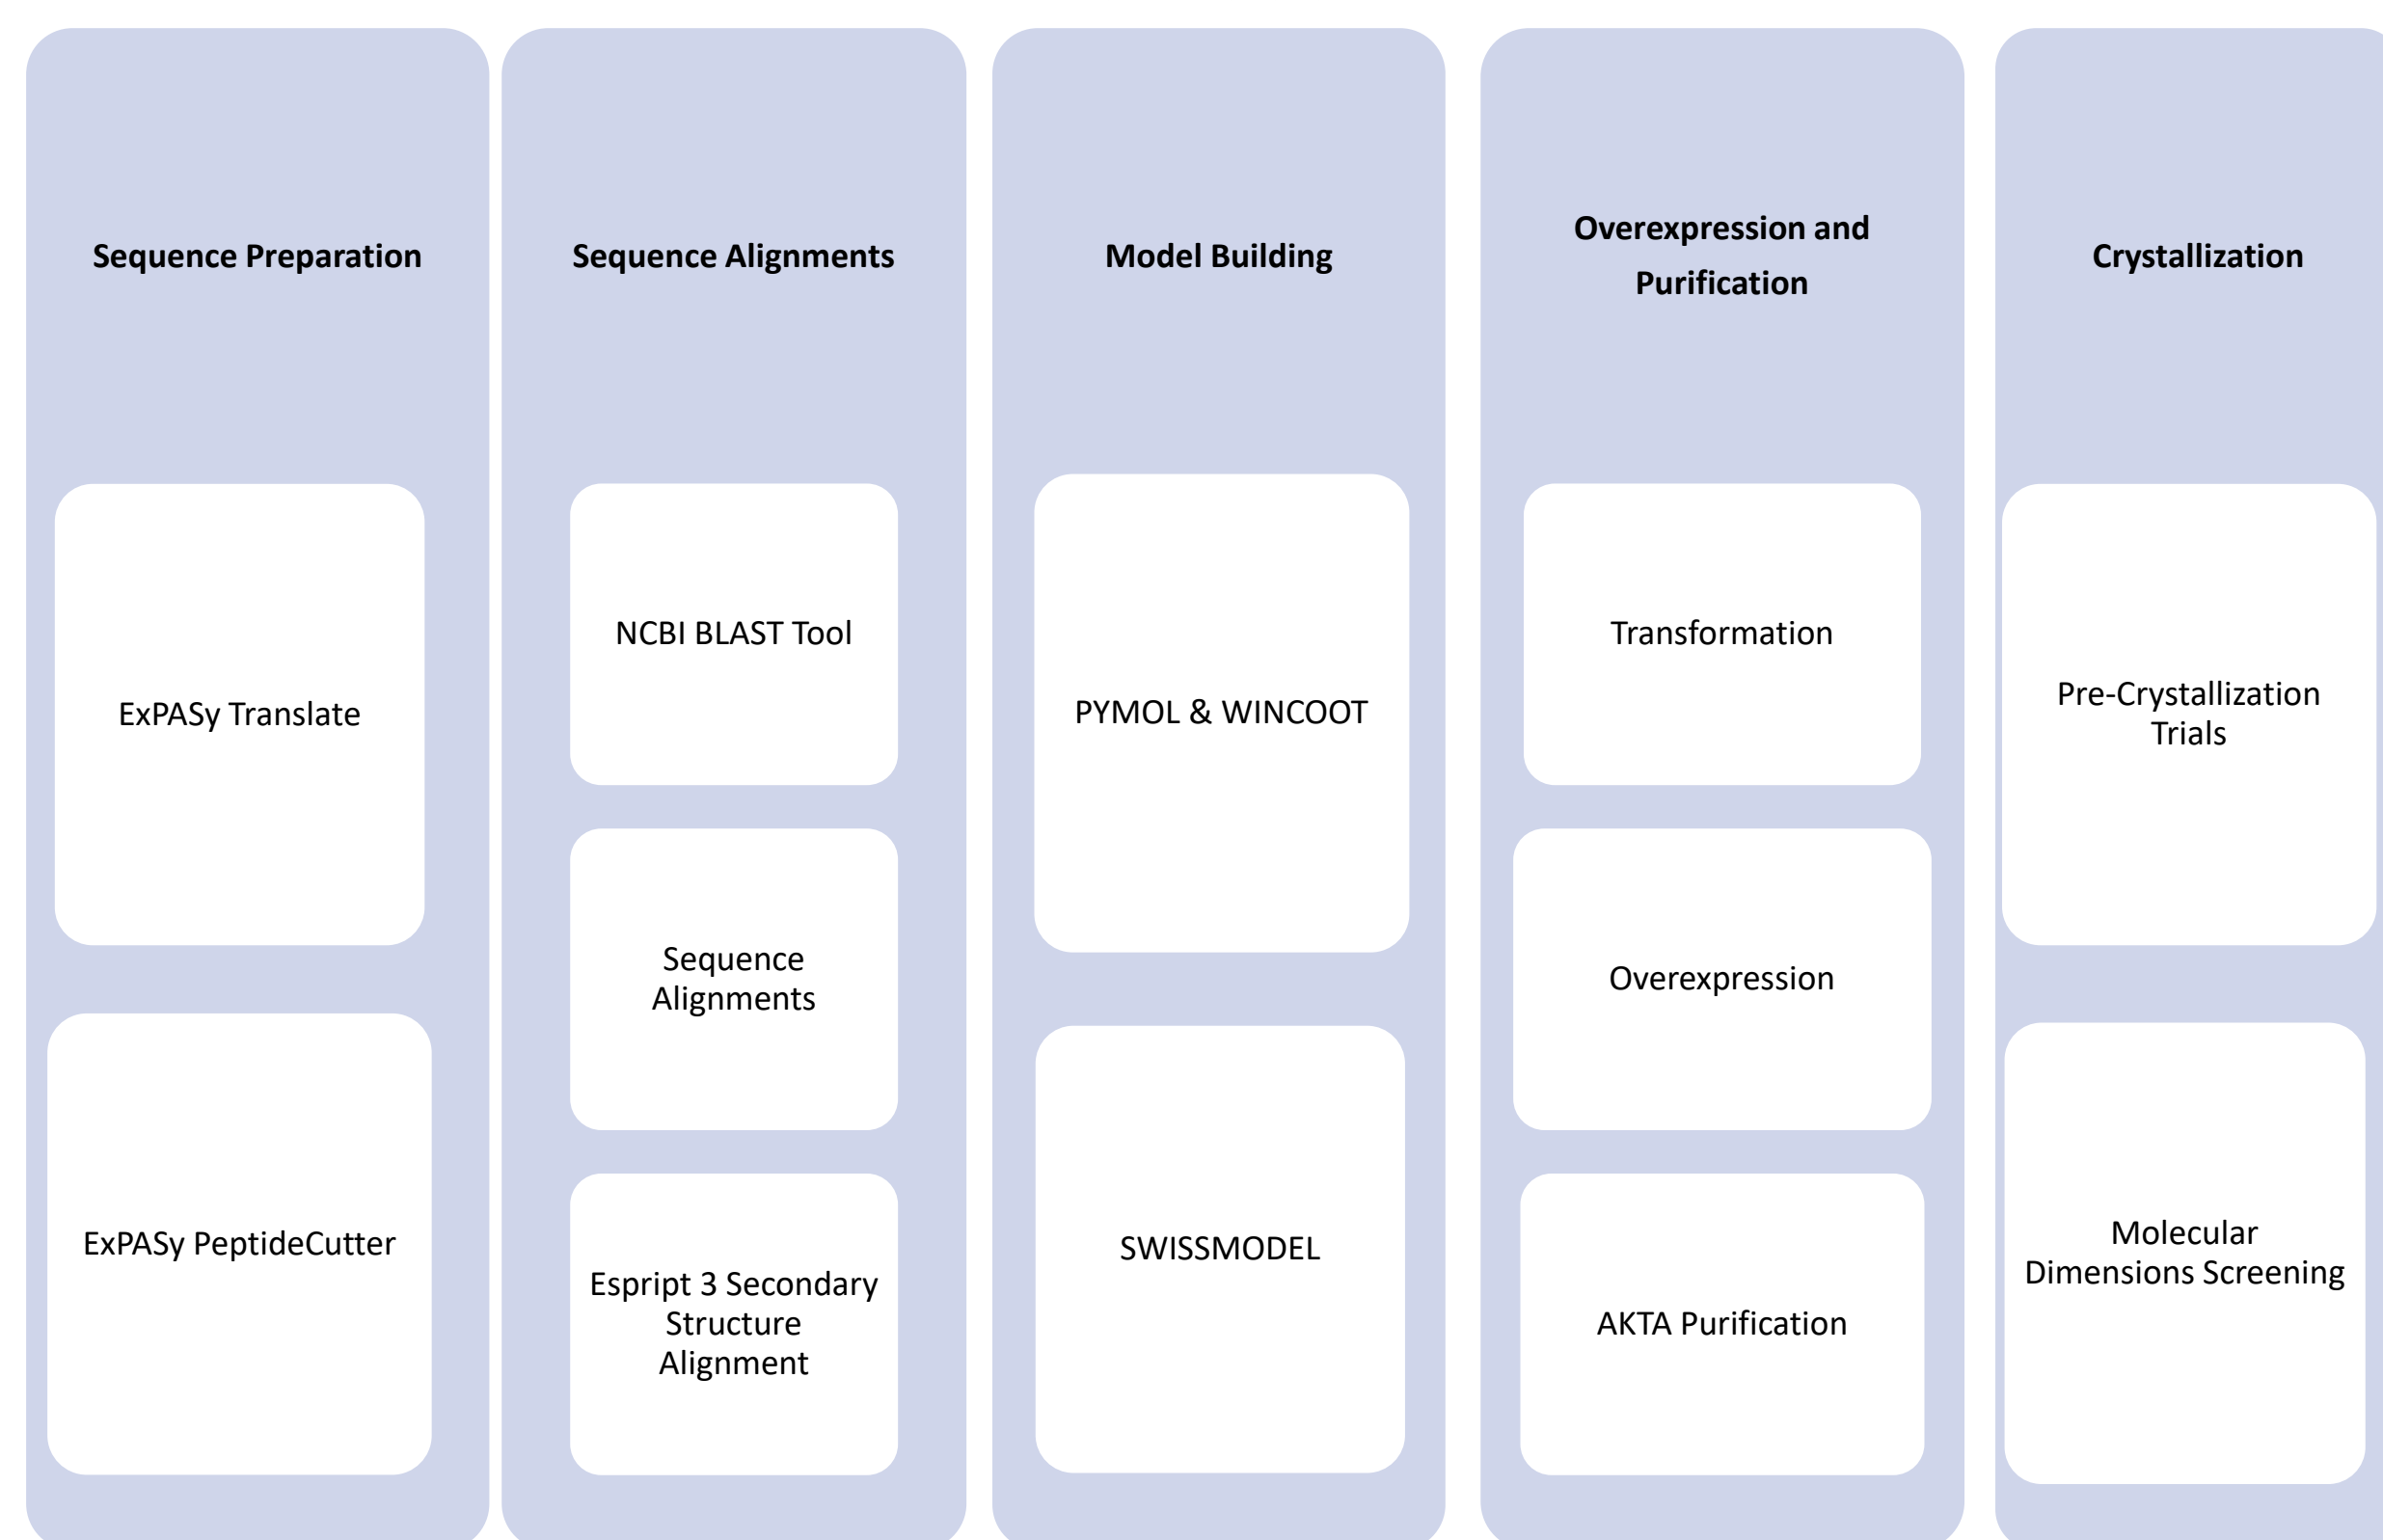 Sequence Preparation
ExPASy Translate
ExPASy PeptideCutter
Sequence Alignments
NCBI BLAST Tool
Sequence
Alignments
Espript 3 Secondary
Structure
Alignment
Model Building
PYMOL & WINCOOT
SWISSMODEL
Overexpression and
Purification
Transformation
Overexpression
AKTA Purification
Crystallization
Pre-Crystallization
Trials
Molecular
Dimensions Screening